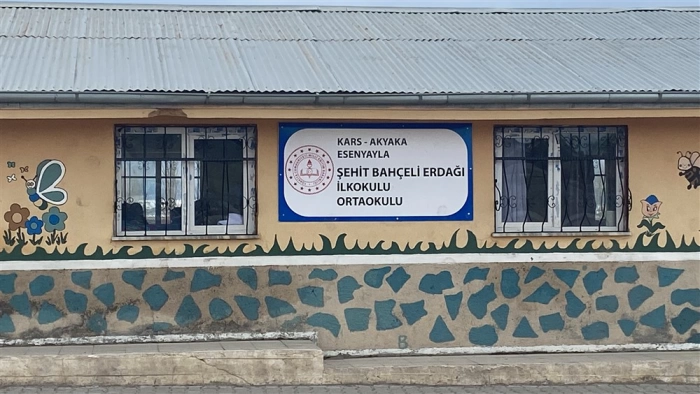 KARS - AKYAKA
ESENYAYLA
ŞEHİT BAHÇELİ ERDAĞI
İLKOKULU
ORTAOKULU
B